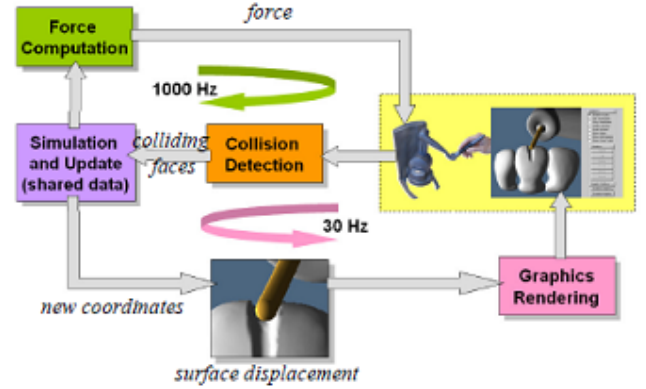 force
Force
Computation
1000 Hz
Simulation
and Update
(shared data)
colliding
faces
Collision
Detection
30 Hz
new coordinates
Graphics
Rendering
surface displacement